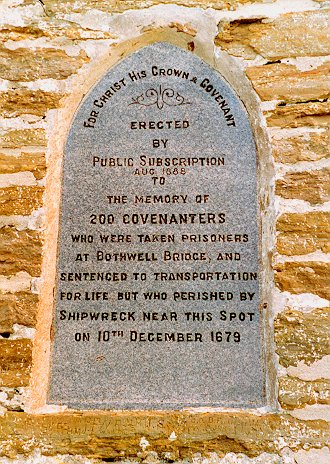 For Christ His Crown & Covenant
ERECTED
BY
PUBLIC SUBSCRIPTION
AUG. 1888
TO
THE MEMORY OF
200 COVENANTERS
WHO WERE TAKEN PRISONERS
AT BOTHWELL BRIDGE, AND
SENTENCED TO TRANSPORTATION
FOR LIFE, BUT WHO PERISHED BY
SHIPWRECK NEAR THIS SPOT
ON 10TH DECEMBER 1679